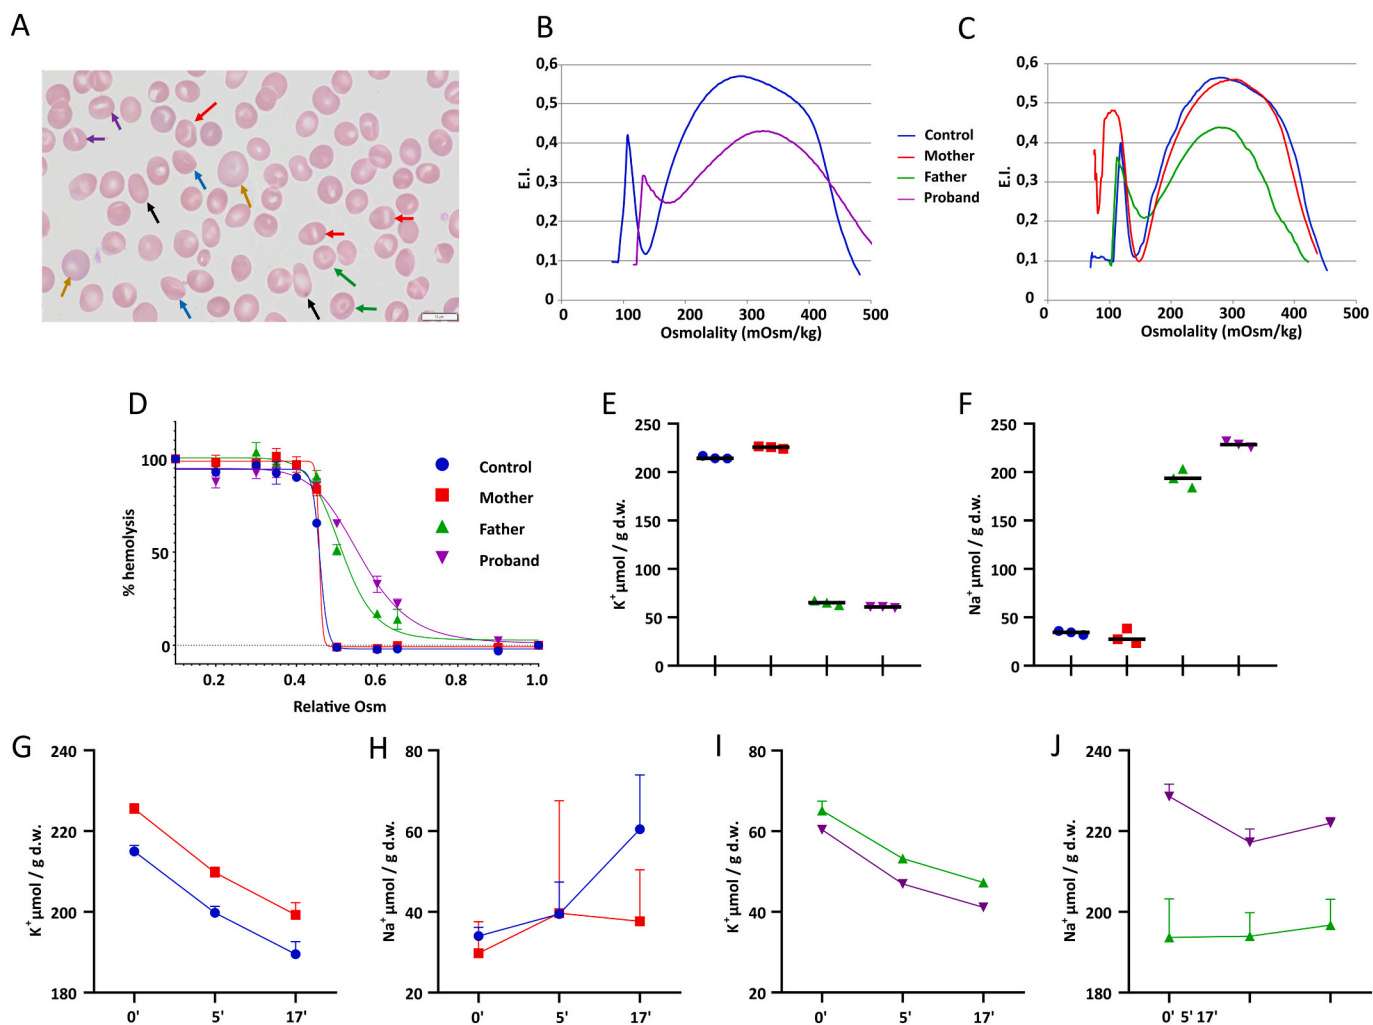 A
B
C
0,6
0,5
0,4
0,3
0,2
0,1
0
E.I.
0
100
200
300
400
500
Osmolality (mOsm/kg)
Control
Mother
Father
Proband
0,6
0,5
0,4
0,3
0,2
0,1
0
E.I.
0
100
200
300
400
500
Osmolality (mOsm/kg)
D
100
50
0
% hemolysis
0.2
0.4
0.6
0.8
1.0
Relative Osm
Control
Mother
Father
Proband
E
250
200
150
100
50
0
K⁺ µmol / g d.w.
F
250
200
150
100
50
0
Na⁺ µmol / g d.w.
G
240
220
200
180
K⁺ µmol / g d.w.
0'
5'
17'
H
80
60
40
20
Na⁺ µmol / g d.w.
0'
5'
17'
I
80
60
40
20
K⁺ µmol / g d.w.
0'
5'
17'
J
240
220
200
180
Na⁺ µmol / g d.w.
0' 5' 17'